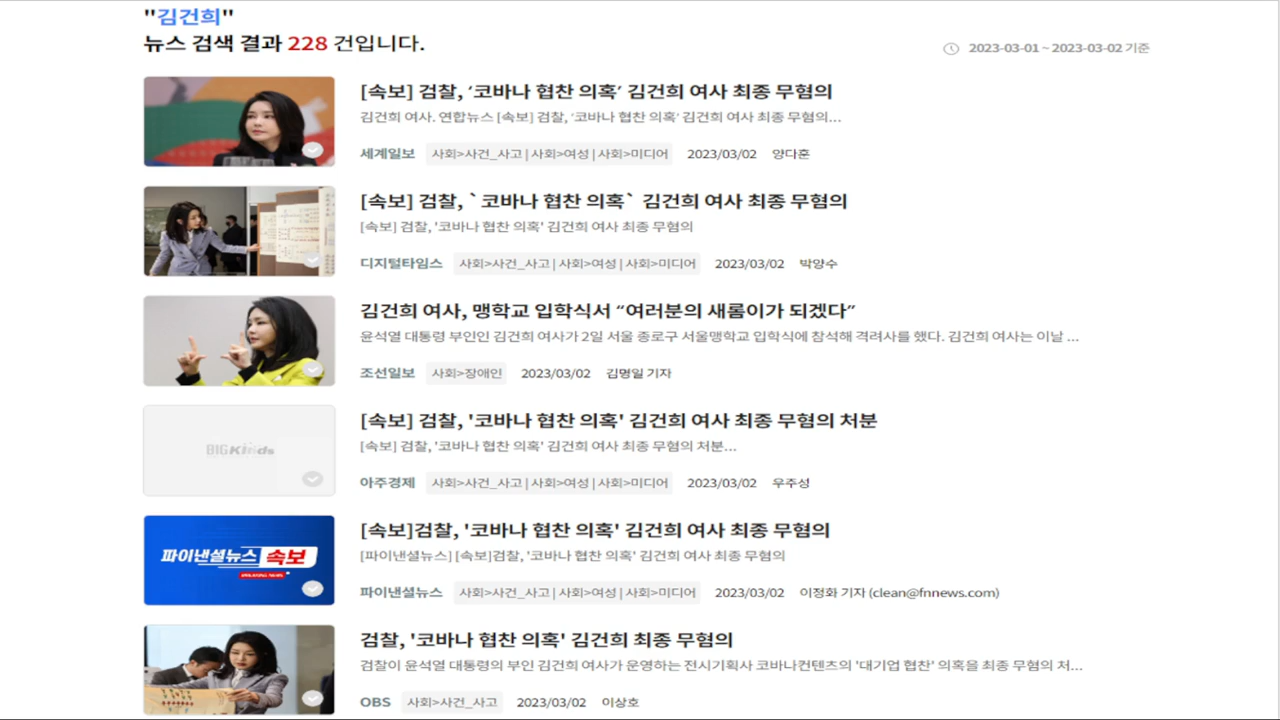 "김건희"
뉴스 검색 결과 228 건입니다.
2023-03-01 ~ 2023-03-02 기준
[속보] 검찰, ‘코바나 협찬 의혹’ 김건희 여사 최종 무혐의
김건희 여사. 연합뉴스 [속보] 검찰, ‘코바나 협찬 의혹’ 김건희 여사 최종 무혐의...
세계일보 사회>사건_사고 | 사회>여성 | 사회>미디어 2023/03/02 양다훈
[속보] 검찰, `코바나 협찬 의혹` 김건희 여사 최종 무혐의
[속보] 검찰, '코바나 협찬 의혹' 김건희 여사 최종 무혐의
디지털타임스 사회>사건_사고 | 사회>여성 | 사회>미디어 2023/03/02 박양수
김건희 여사, 맹학교 입학식서 “여러분의 새롬이가 되겠다”
윤석열 대통령 부인인 김건희 여사가 2일 서울 종로구 서울맹학교 입학식에 참석해 격려사를 했다. 김건희 여사는 이날 ...
조선일보 사회>장애인 2023/03/02 김명일 기자
[속보] 검찰, '코바나 협찬 의혹' 김건희 여사 최종 무혐의 처분
[속보] 검찰, '코바나 협찬 의혹' 김건희 여사 최종 무혐의 처분...
BIGKinds
아주경제 사회>사건_사고 | 사회>여성 | 사회>미디어 2023/03/02 우주성
[속보]검찰, '코바나 협찬 의혹' 김건희 여사 최종 무혐의
[파이낸셜뉴스] [속보]검찰, '코바나 협찬 의혹' 김건희 여사 최종 무혐의
파이낸셜뉴스 속보
파이낸셜뉴스 사회>사건_사고 | 사회>여성 | 사회>미디어 2023/03/02 이정화 기자 (clean@fnnews.com)
검찰, '코바나 협찬 의혹' 김건희 최종 무혐의
검찰이 윤석열 대통령의 부인 김건희 여사가 운영하는 전시기획사 코바나컨텐츠의 '대기업 협찬' 의혹을 최종 무혐의 처...
OBS 사회>사건_사고 2023/03/02 이상호